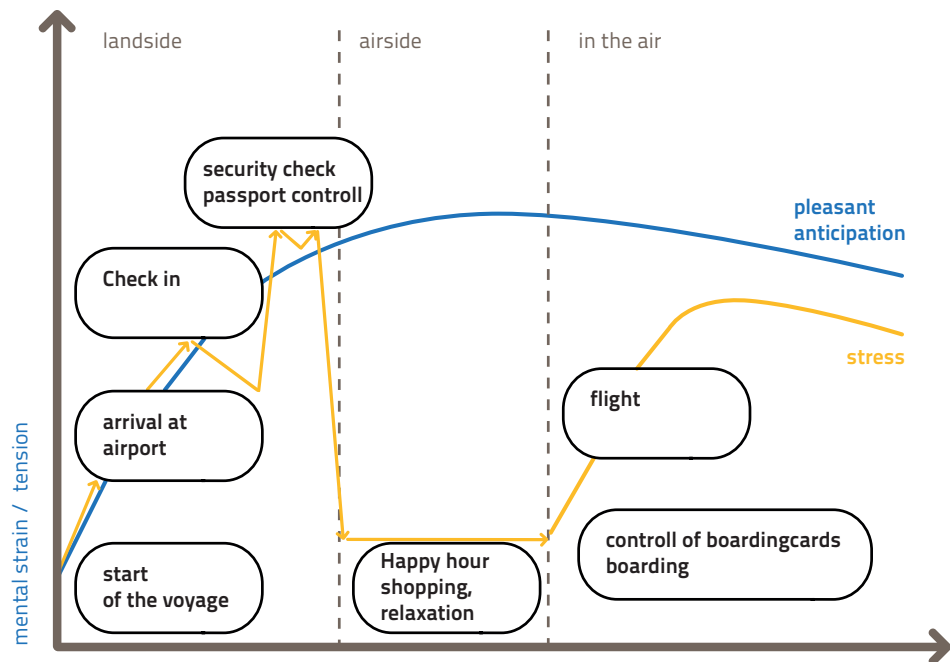 landside
airside
in the air
security check
passport controll
pleasant
anticipation
Check in
stress
flight
arrival at
airport
mental strain / tension
controll of boardingcards
boarding
Happy hour
shopping,
relaxation
start
of the voyage